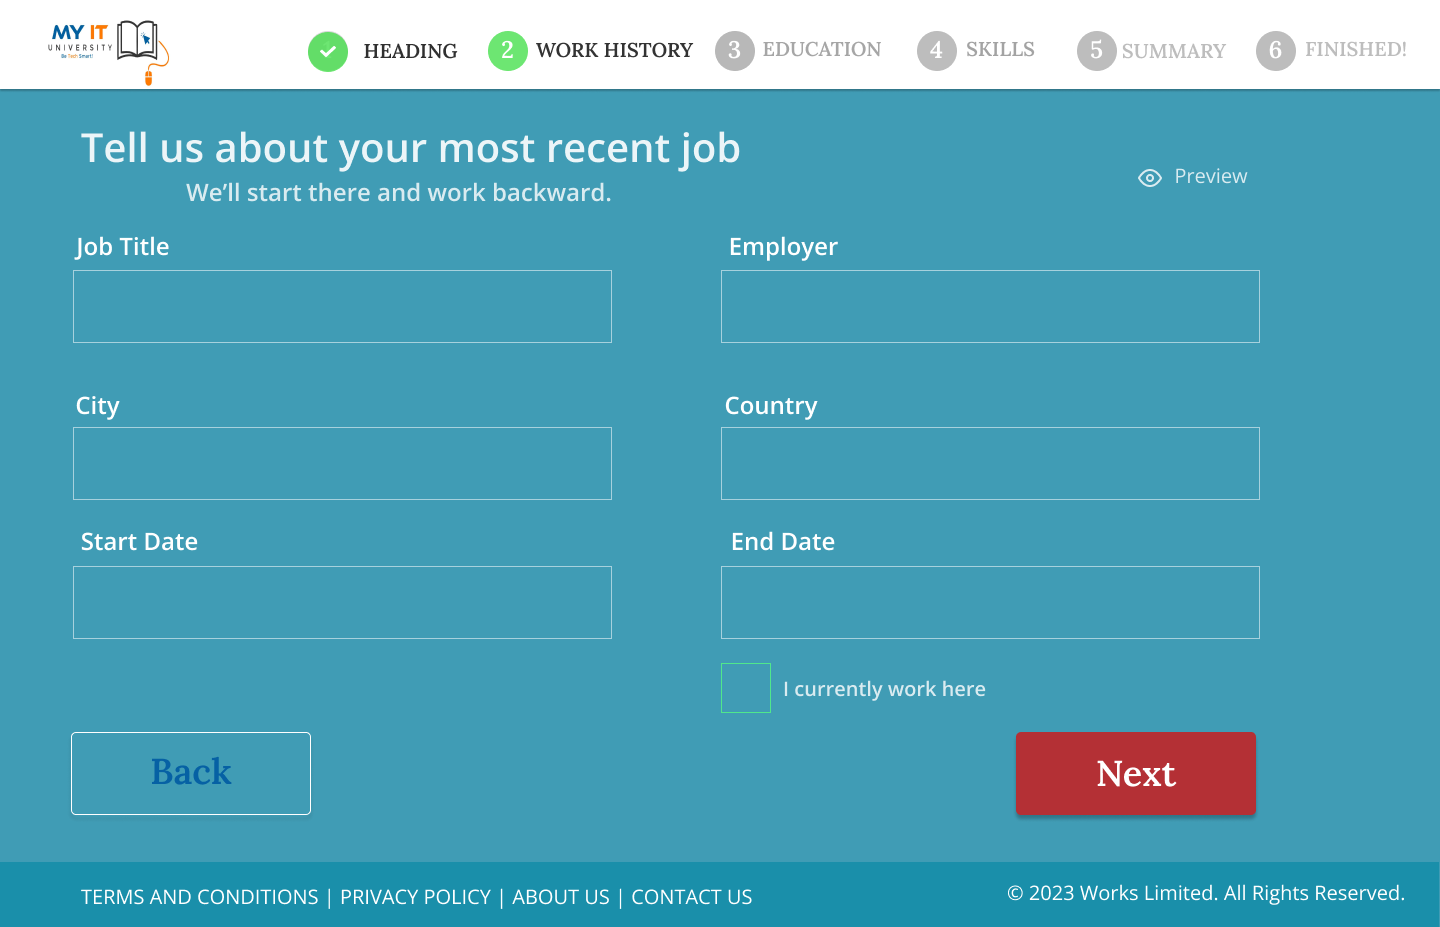 MY IT
UNIVERSITY
Be Tech Smart!
HEADING
2 WORK HISTORY
3 EDUCATION
4 SKILLS
5 SUMMARY
6 FINISHED!
Tell us about your most recent job
We’ll start there and work backward.
Preview
Job Title
Employer
City
Country
Start Date
End Date
I currently work here
Back
Next
TERMS AND CONDITIONS | PRIVACY POLICY | ABOUT US | CONTACT US
© 2023 Works Limited. All Rights Reserved.